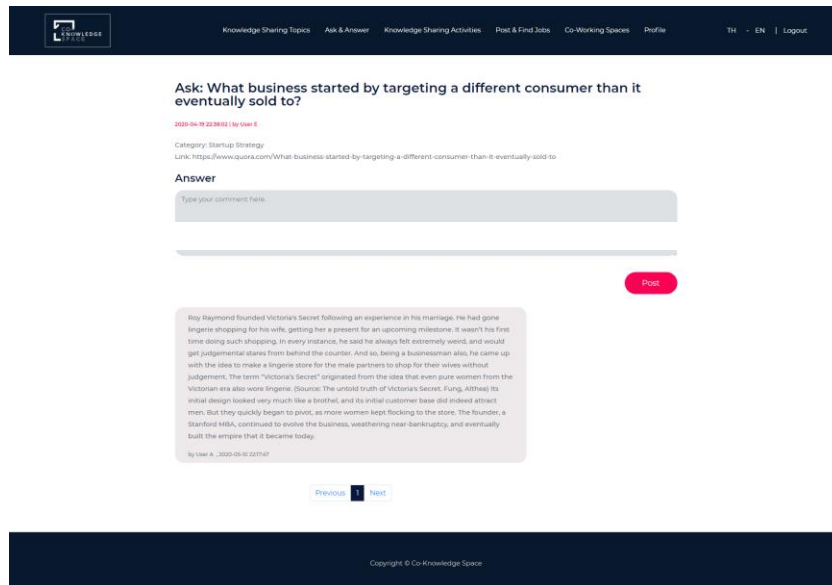 CO-
KNOWLEDGE
SPACE
Knowledge Sharing Topics Ask & Answer Knowledge Sharing Activities Post & Find Jobs Co-Working Spaces Profile TH - EN | Logout
Ask: What business started by targeting a different consumer than it
eventually sold to?
2020-04-19 22:38:02 | by User E
Category: Startup Strategy
Link: https://www.quora.com/What-business-started-by-targeting-a-different-consumer-than-it-eventually-sold-to
Answer
Type your comment here.
Post
Roy Raymond founded Victoria's Secret following an experience in his marriage. He had gone
lingerie shopping for his wife, getting her a present for an upcoming milestone. It wasn't his first
time doing such shopping. In every instance, he said he always felt extremely weird, and would
get judgemental stares from behind the counter. And so, being a businessman also, he came up
with the idea to make a lingerie store for the male partners to shop for their wives without
judgement. The term "Victoria's Secret" originated from the idea that even pure women from the
Victorian era also wore lingerie. (Source: The untold truth of Victoria's Secret. Fung, Althea) Its
initial design looked very much like a brothel, and its initial customer base did indeed attract
men. But they quickly began to pivot, as more women kept flocking to the store. The founder, a
Stanford MBA, continued to evolve the business, weathering near-bankruptcy, and eventually
built the empire that it became today.
by User A ,
Previous 1 Next
Copyright © Co-Knowledge Space